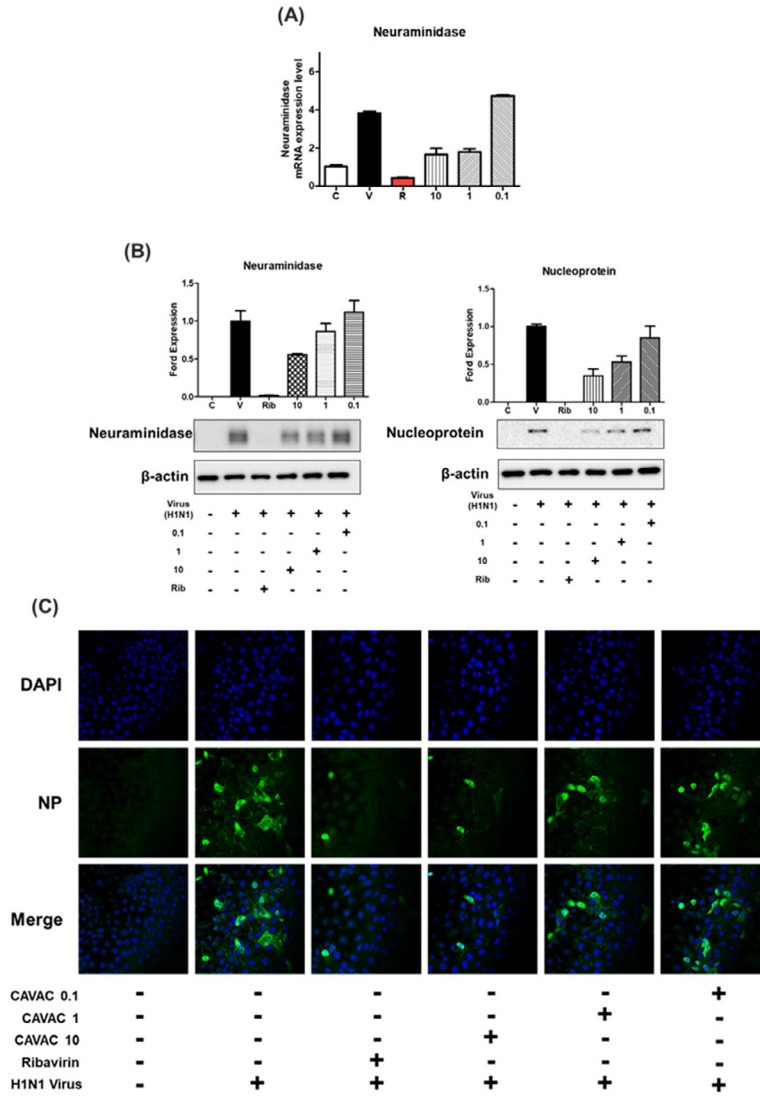 (A)
Neuraminidase
Neuraminidase
mRNA expression level
6
4
2
0
C V R 10 1 0.1
(B)
Neuraminidase
Ford Expression
1.5
1.0
0.5
0.0
C V Rib 10 1 0.1
Neuraminidase
β-actin
Virus
(H1N1) - + + + + +
0.1 - - - - - +
1 - - - - + -
10 - - - + - -
Rib - - + - - -
Nucleoprotein
Ford Expression
1.5
1.0
0.5
0.0
C V Rib 10 1 0.1
Nucleoprotein
β-actin
Virus
(H1N1) - + + + + +
0.1 - - - - - +
1 - - - - + -
10 - - - + - -
Rib - - + - - -
(C)
DAPI
NP
Merge
CAVAC 0.1 - - - - - +
CAVAC 1 - - - - + -
CAVAC 10 - - - + - -
Ribavirin - - + - - -
H1N1 Virus - + + + + +